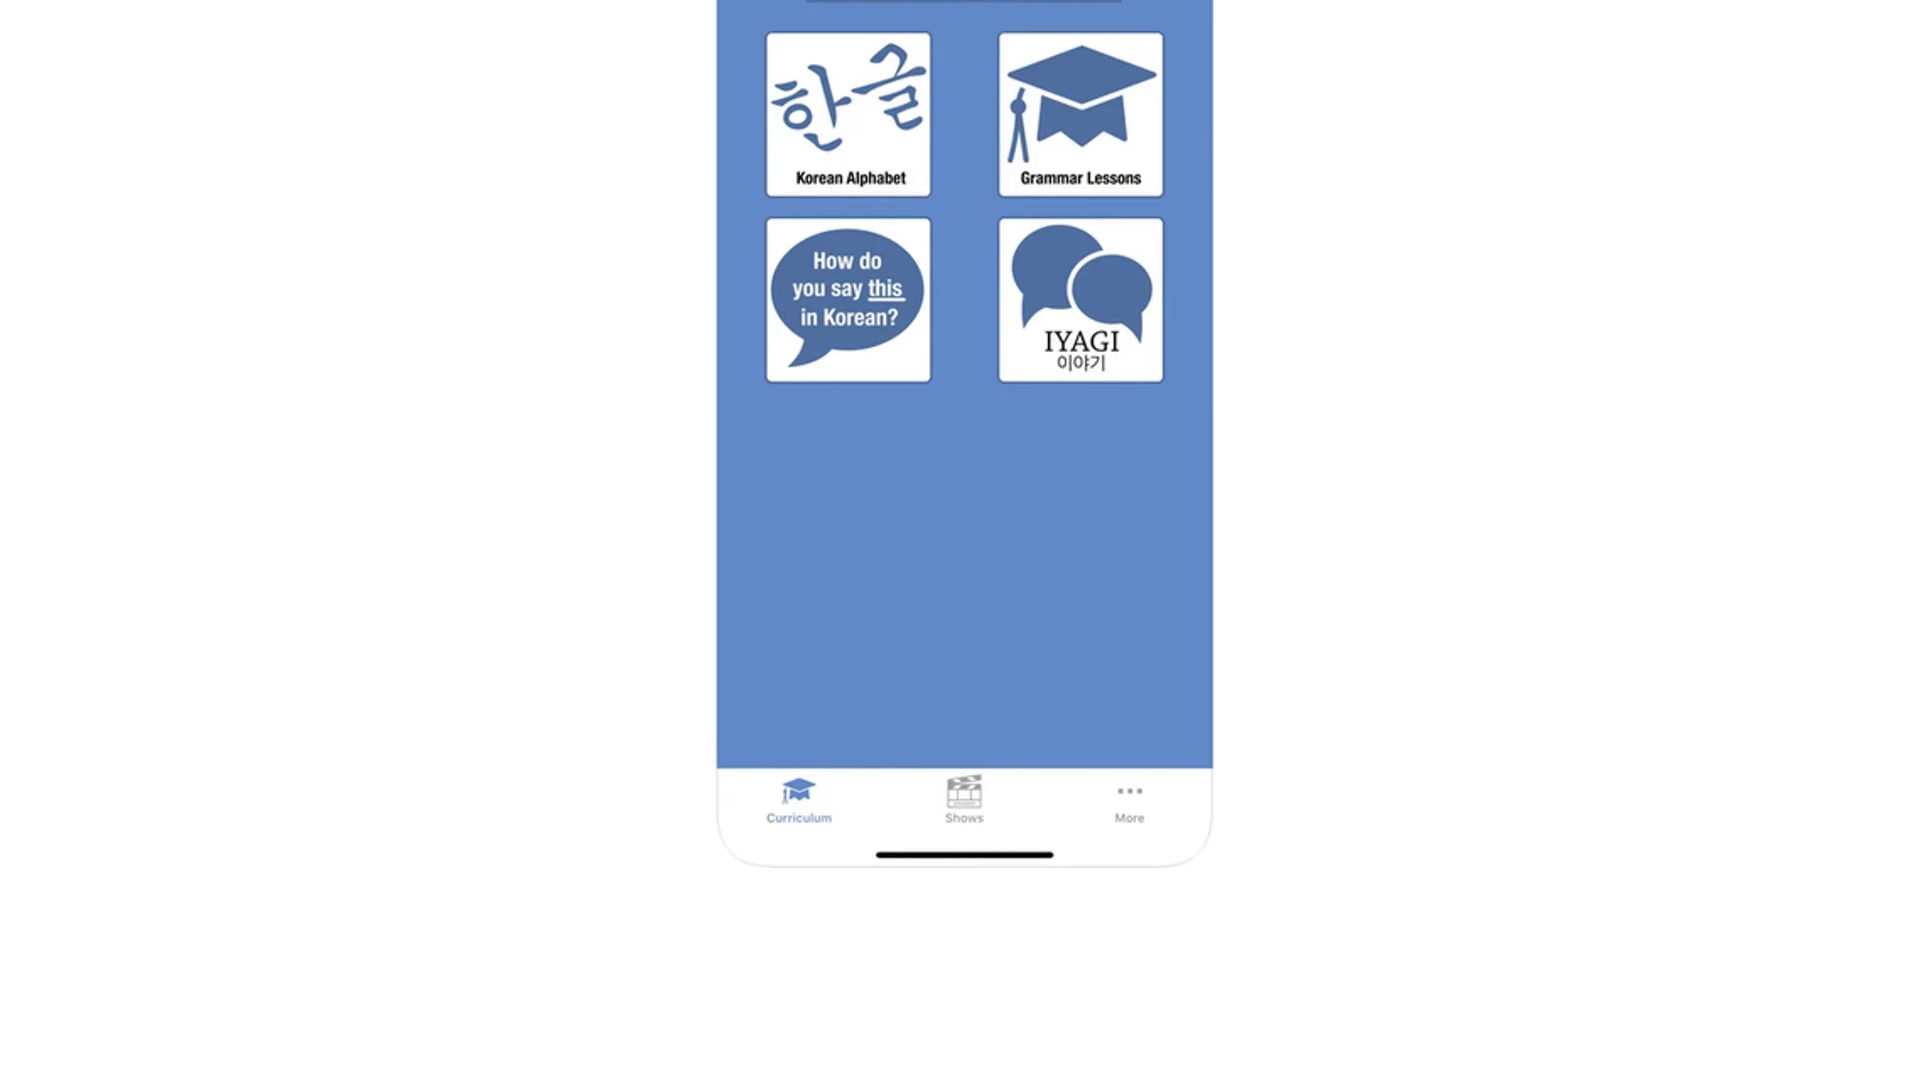 한글
Korean Alphabet
Grammar Lessons
How do
you say this
in Korean?
IYAGI
이야기
Curriculum
Shows
More